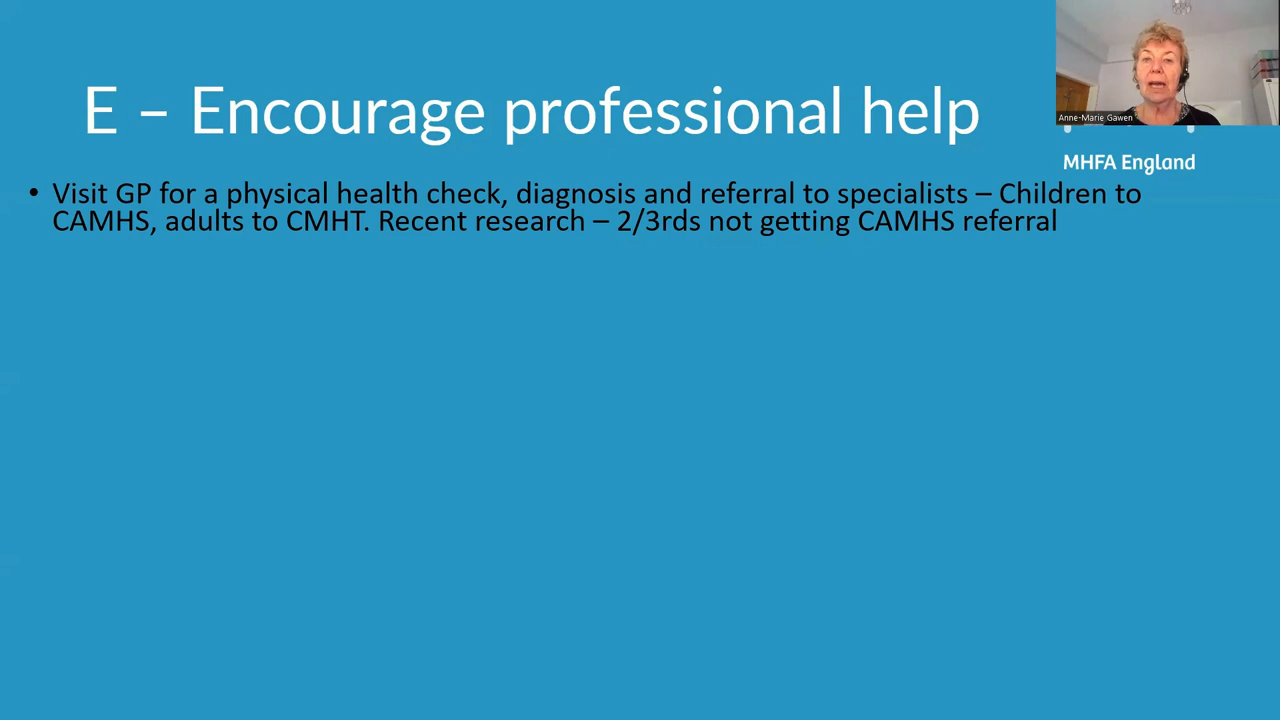 E – Encourage professional help
Anne-Marie Gawen
MHFA England
• Visit GP for a physical health check, diagnosis and referral to specialists – Children to
CAMHS, adults to CMHT. Recent research – 2/3rds not getting CAMHS referral